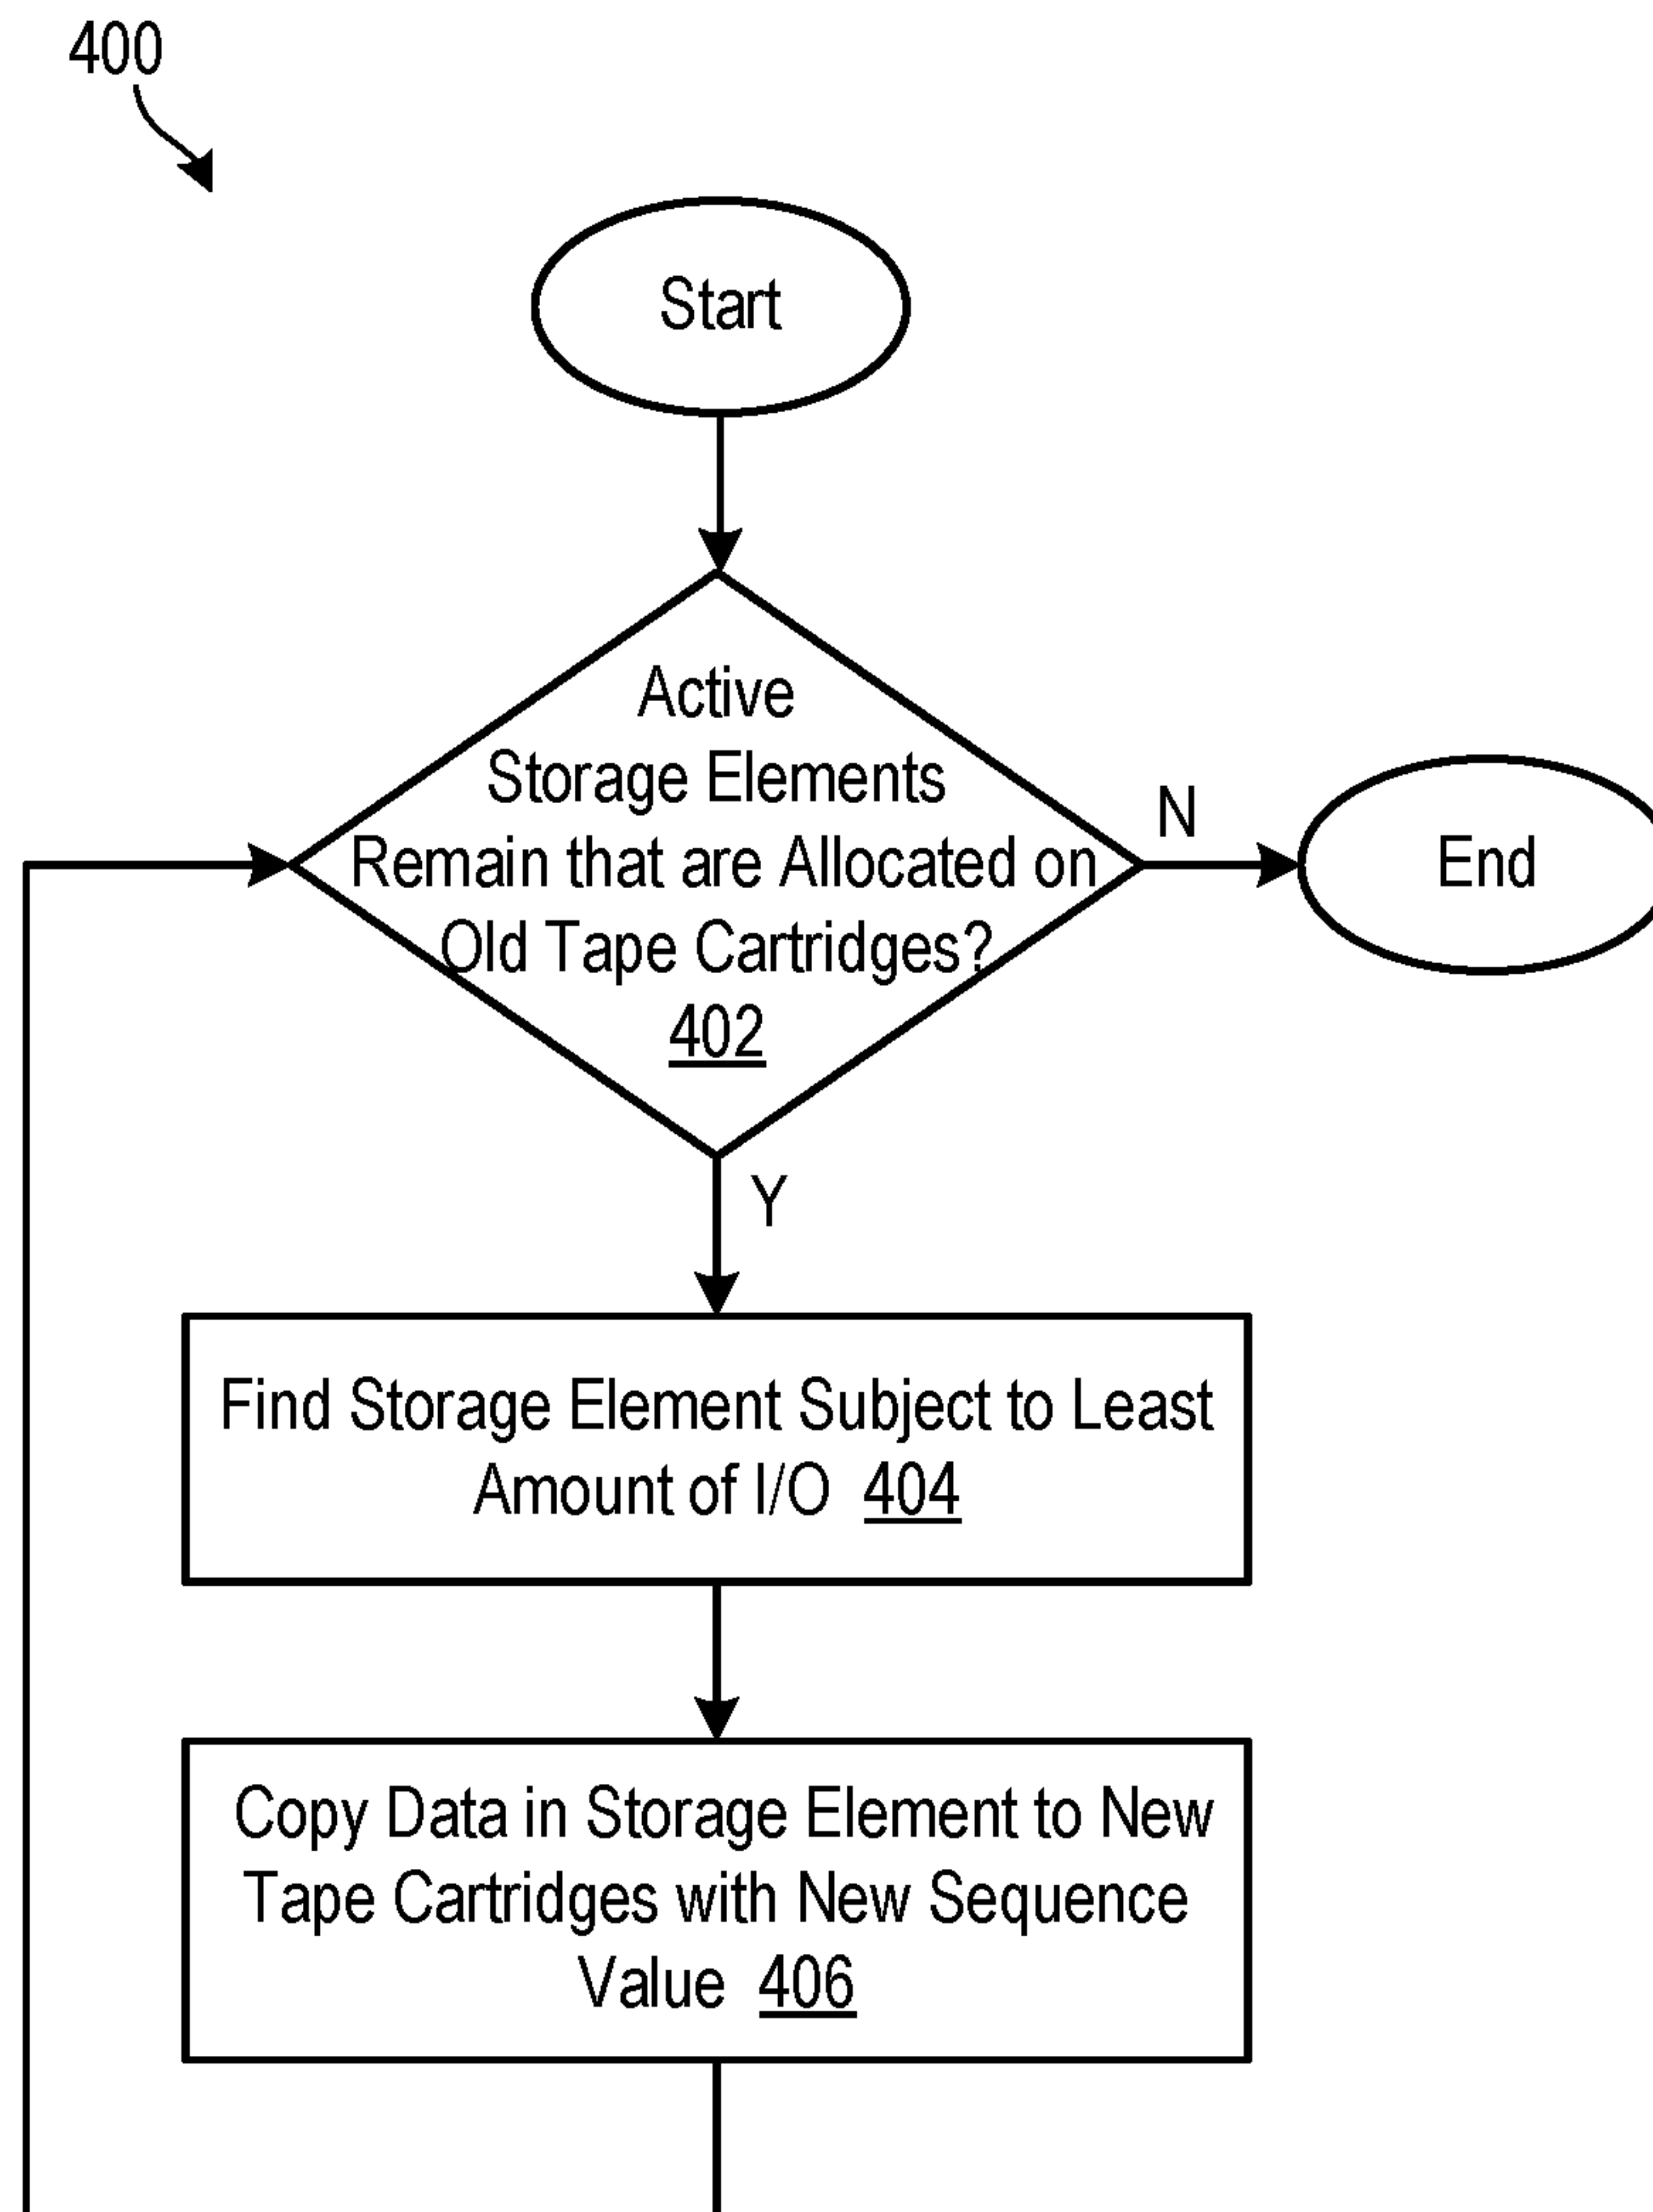 400
Start
Active
Storage Elements
Remain that are Allocated on
Old Tape Cartridges?
402
N
End
Y
Find Storage Element Subject to Least
Amount of I/O 404
Copy Data in Storage Element to New
Tape Cartridges with New Sequence
Value 406